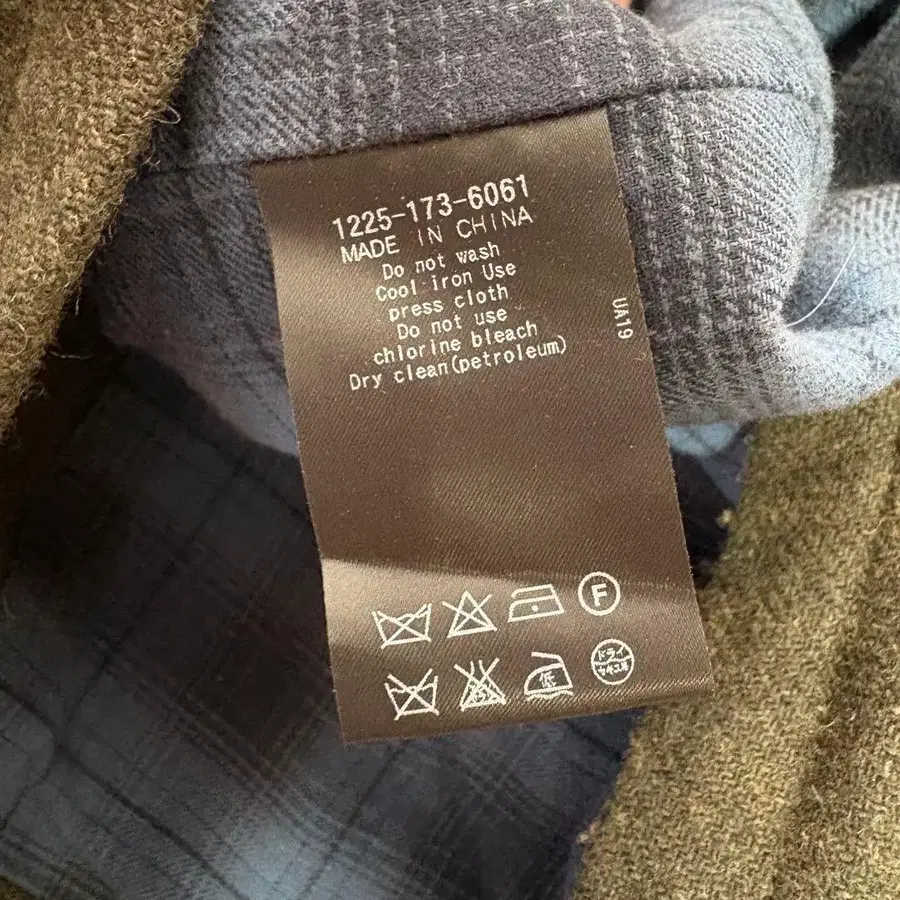 1225-173-6061
MADE IN CHINA
Do not wash
Cool iron Use
press cloth
Do not use
chlorine bleach
Dry clean(petroleum)
UA19
F
低
ドライ
セキユ系